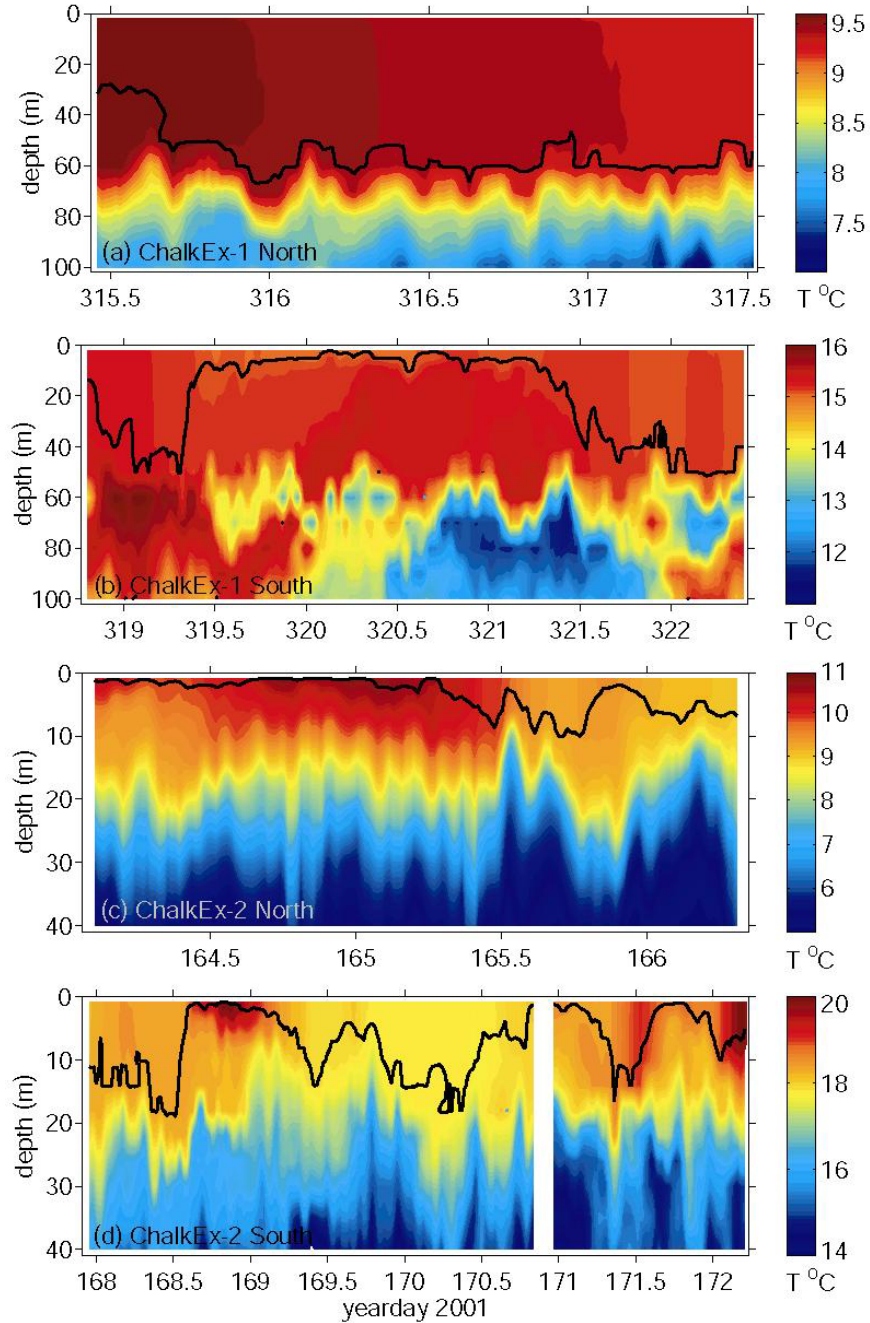 0
20
40
60
80
100
depth (m)
(a) ChalkEx-1 North
315.5 316 316.5 317 317.5
9.5
9
8.5
8
7.5
T °C
0
20
40
60
80
100
depth (m)
(b) ChalkEx-1 South
319 319.5 320 320.5 321 321.5 322
16
15
14
13
12
T °C
0
10
20
30
40
depth (m)
(c) ChalkEx-2 North
164.5 165 165.5 166
11
10
9
8
7
6
T °C
0
10
20
30
40
depth (m)
(d) ChalkEx-2 South
168 168.5 169 169.5 170 170.5 171 171.5 172
yearday 2001
20
18
16
14
T °C